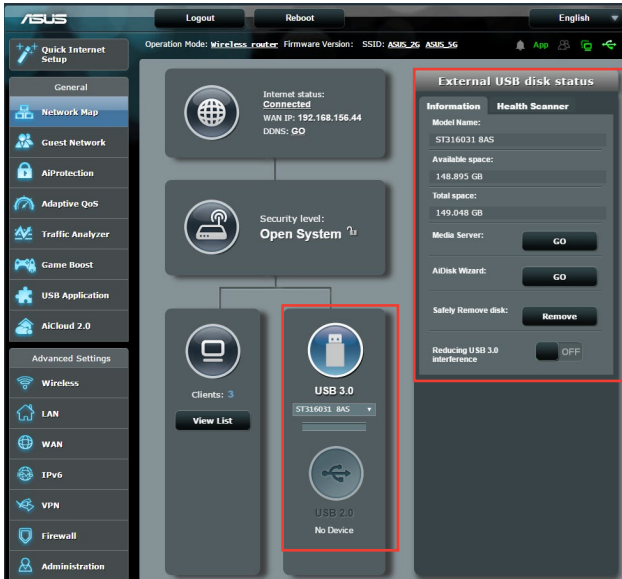 ASUS
Logout
Reboot
English
Quick Internet
Setup
Operation Mode: Wireless router Firmware Version: SSID: ASUS_2G ASUS_5G
App
General
Network Map
Guest Network
AiProtection
Adaptive QoS
Traffic Analyzer
Game Boost
USB Application
AiCloud 2.0
Advanced Settings
Wireless
LAN
WAN
IPv6
VPN
Firewall
Administration
Internet status:
Connected
WAN IP: 192.168.156.44
DDNS: GO
Security level:
Open System
Clients: 3
View List
USB 3.0
ST316031 8AS
USB 2.0
No Device
External USB disk status
Information Health Scanner
Model Name:
ST316031 8AS
Available space:
148.895 GB
Total space:
149.048 GB
Media Server:
GO
AiDisk Wizard:
GO
Safely Remove disk:
Remove
Reducing USB 3.0
interference
OFF